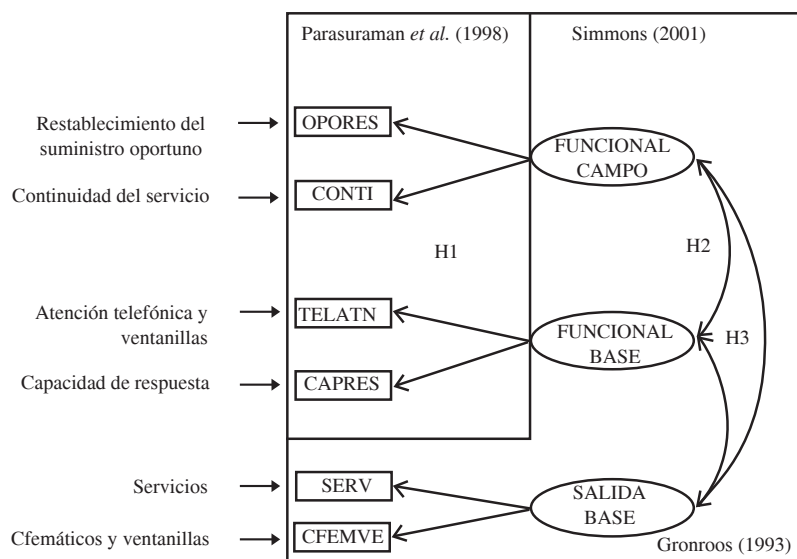 Parasuraman et al. (1998)
Simmons (2001)
Restablecimiento del
suministro oportuno
OPORES
FUNCIONAL
CAMPO
Continuidad del servicio
CONTI
H1
H2
Atención telefónica y
ventanillas
TELATN
FUNCIONAL
BASE
H3
Capacidad de respuesta
CAPRES
Servicios
SERV
SALIDA
BASE
Cfemáticos y ventanillas
CFEMVE
Gronroos (1993)